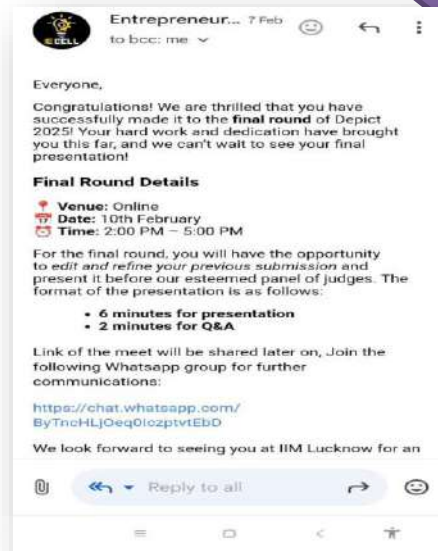 Entrepreneur... 7 Feb
to bcc: me
E CELL
Everyone,
Congratulations! We are thrilled that you have
successfully made it to the final round of Depict
2025! Your hard work and dedication have brought
you this far, and we can't wait to see your final
presentation!
Final Round Details
Venue: Online
Date: 10th February
Time: 2:00 PM – 5:00 PM
For the final round, you will have the opportunity
to edit and refine your previous submission and
present it before our esteemed panel of judges. The
format of the presentation is as follows:
• 6 minutes for presentation
• 2 minutes for Q&A
Link of the meet will be shared later on, Join the
following Whatsapp group for further
communications:
https://chat.whatsapp.com/
ByTncHLjOeq0IczptvtEbD
We look forward to seeing you at IIM Lucknow for an
Reply to all